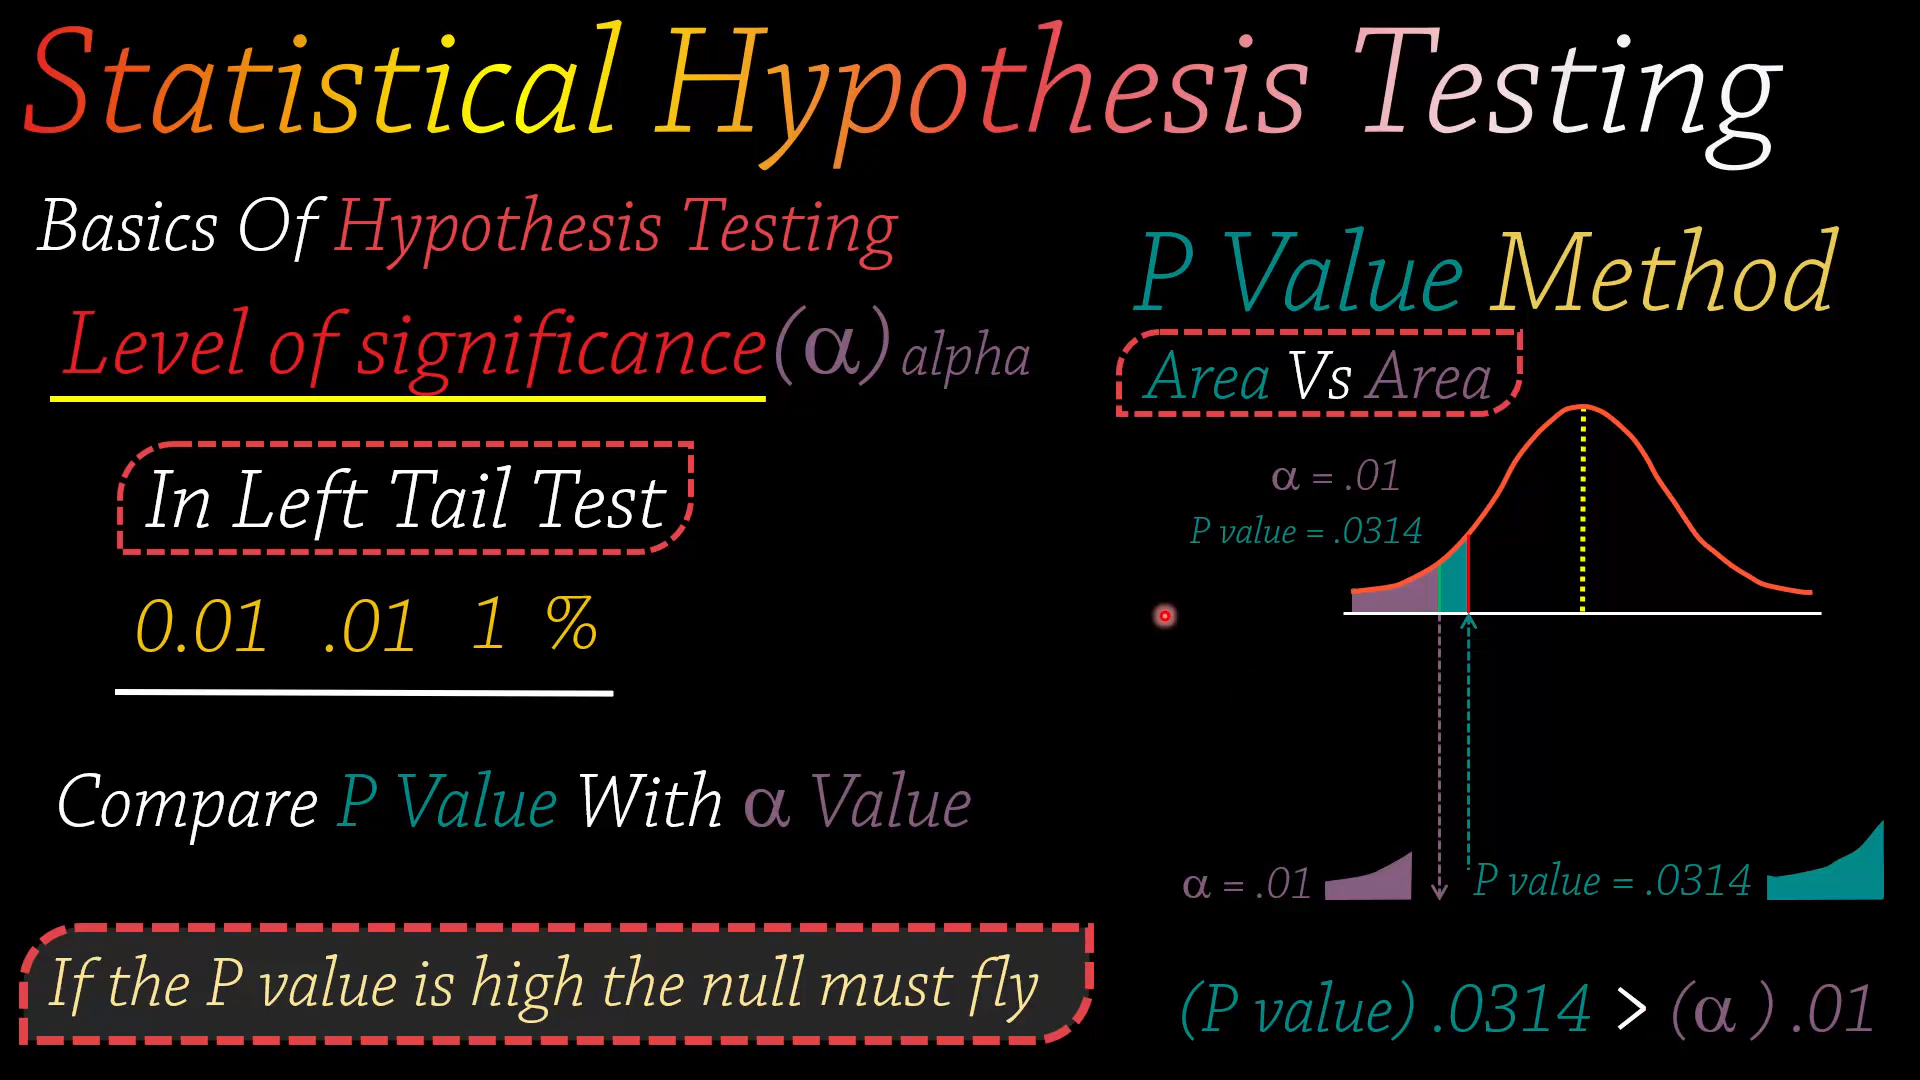 Statistical Hypothesis Testing
Basics Of Hypothesis Testing
Level of significance(α) alpha
In Left Tail Test
0.01 .01 1 %
Compare P Value With α Value
If the P value is high the null must fly
P Value Method
Area Vs Area
α = .01
P value = .0314
α = .01
P value = .0314
(P value) .0314 > (α ) .01